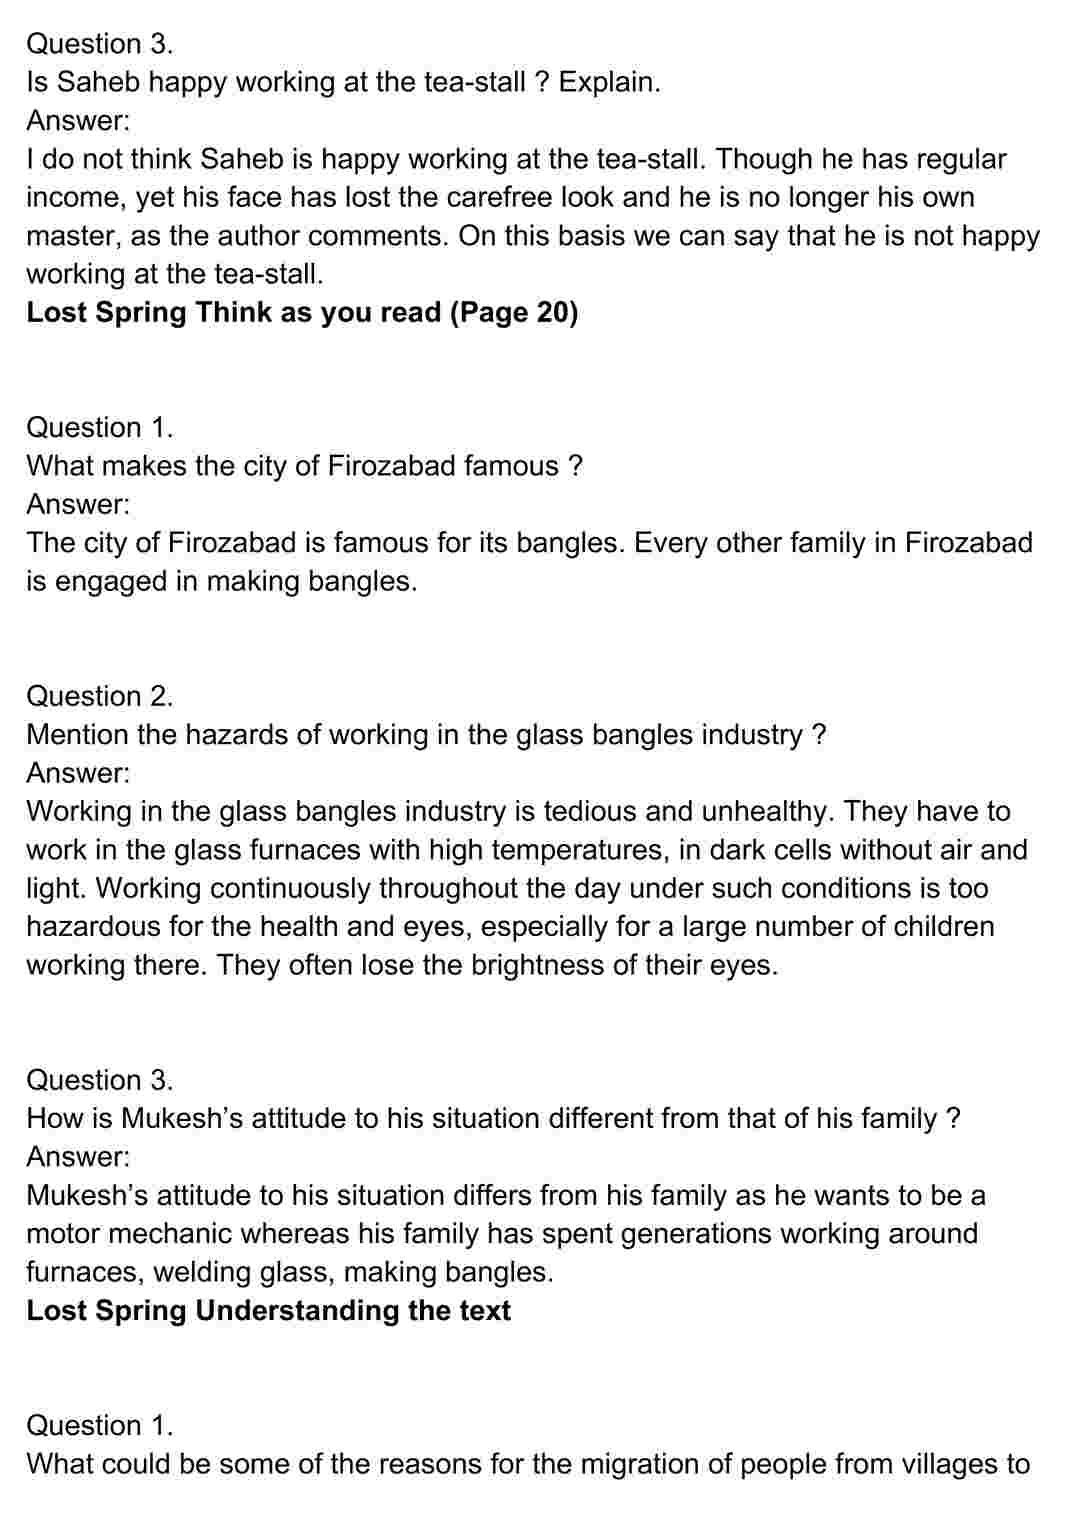 Question 3.
Is Saheb happy working at the tea-stall ? Explain.
Answer:
I do not think Saheb is happy working at the tea-stall. Though he has regular
income, yet his face has lost the carefree look and he is no longer his own
master, as the author comments. On this basis we can say that he is not happy
working at the tea-stall.
Lost Spring Think as you read (Page 20)
Question 1.
What makes the city of Firozabad famous ?
Answer:
The city of Firozabad is famous for its bangles. Every other family in Firozabad
is engaged in making bangles.
Question 2.
Mention the hazards of working in the glass bangles industry ?
Answer:
Working in the glass bangles industry is tedious and unhealthy. They have to
work in the glass furnaces with high temperatures, in dark cells without air and
light. Working continuously throughout the day under such conditions is too
hazardous for the health and eyes, especially for a large number of children
working there. They often lose the brightness of their eyes.
Question 3.
How is Mukesh’s attitude to his situation different from that of his family ?
Answer:
Mukesh’s attitude to his situation differs from his family as he wants to be a
motor mechanic whereas his family has spent generations working around
furnaces, welding glass, making bangles.
Lost Spring Understanding the text
Question 1.
What could be some of the reasons for the migration of people from villages to